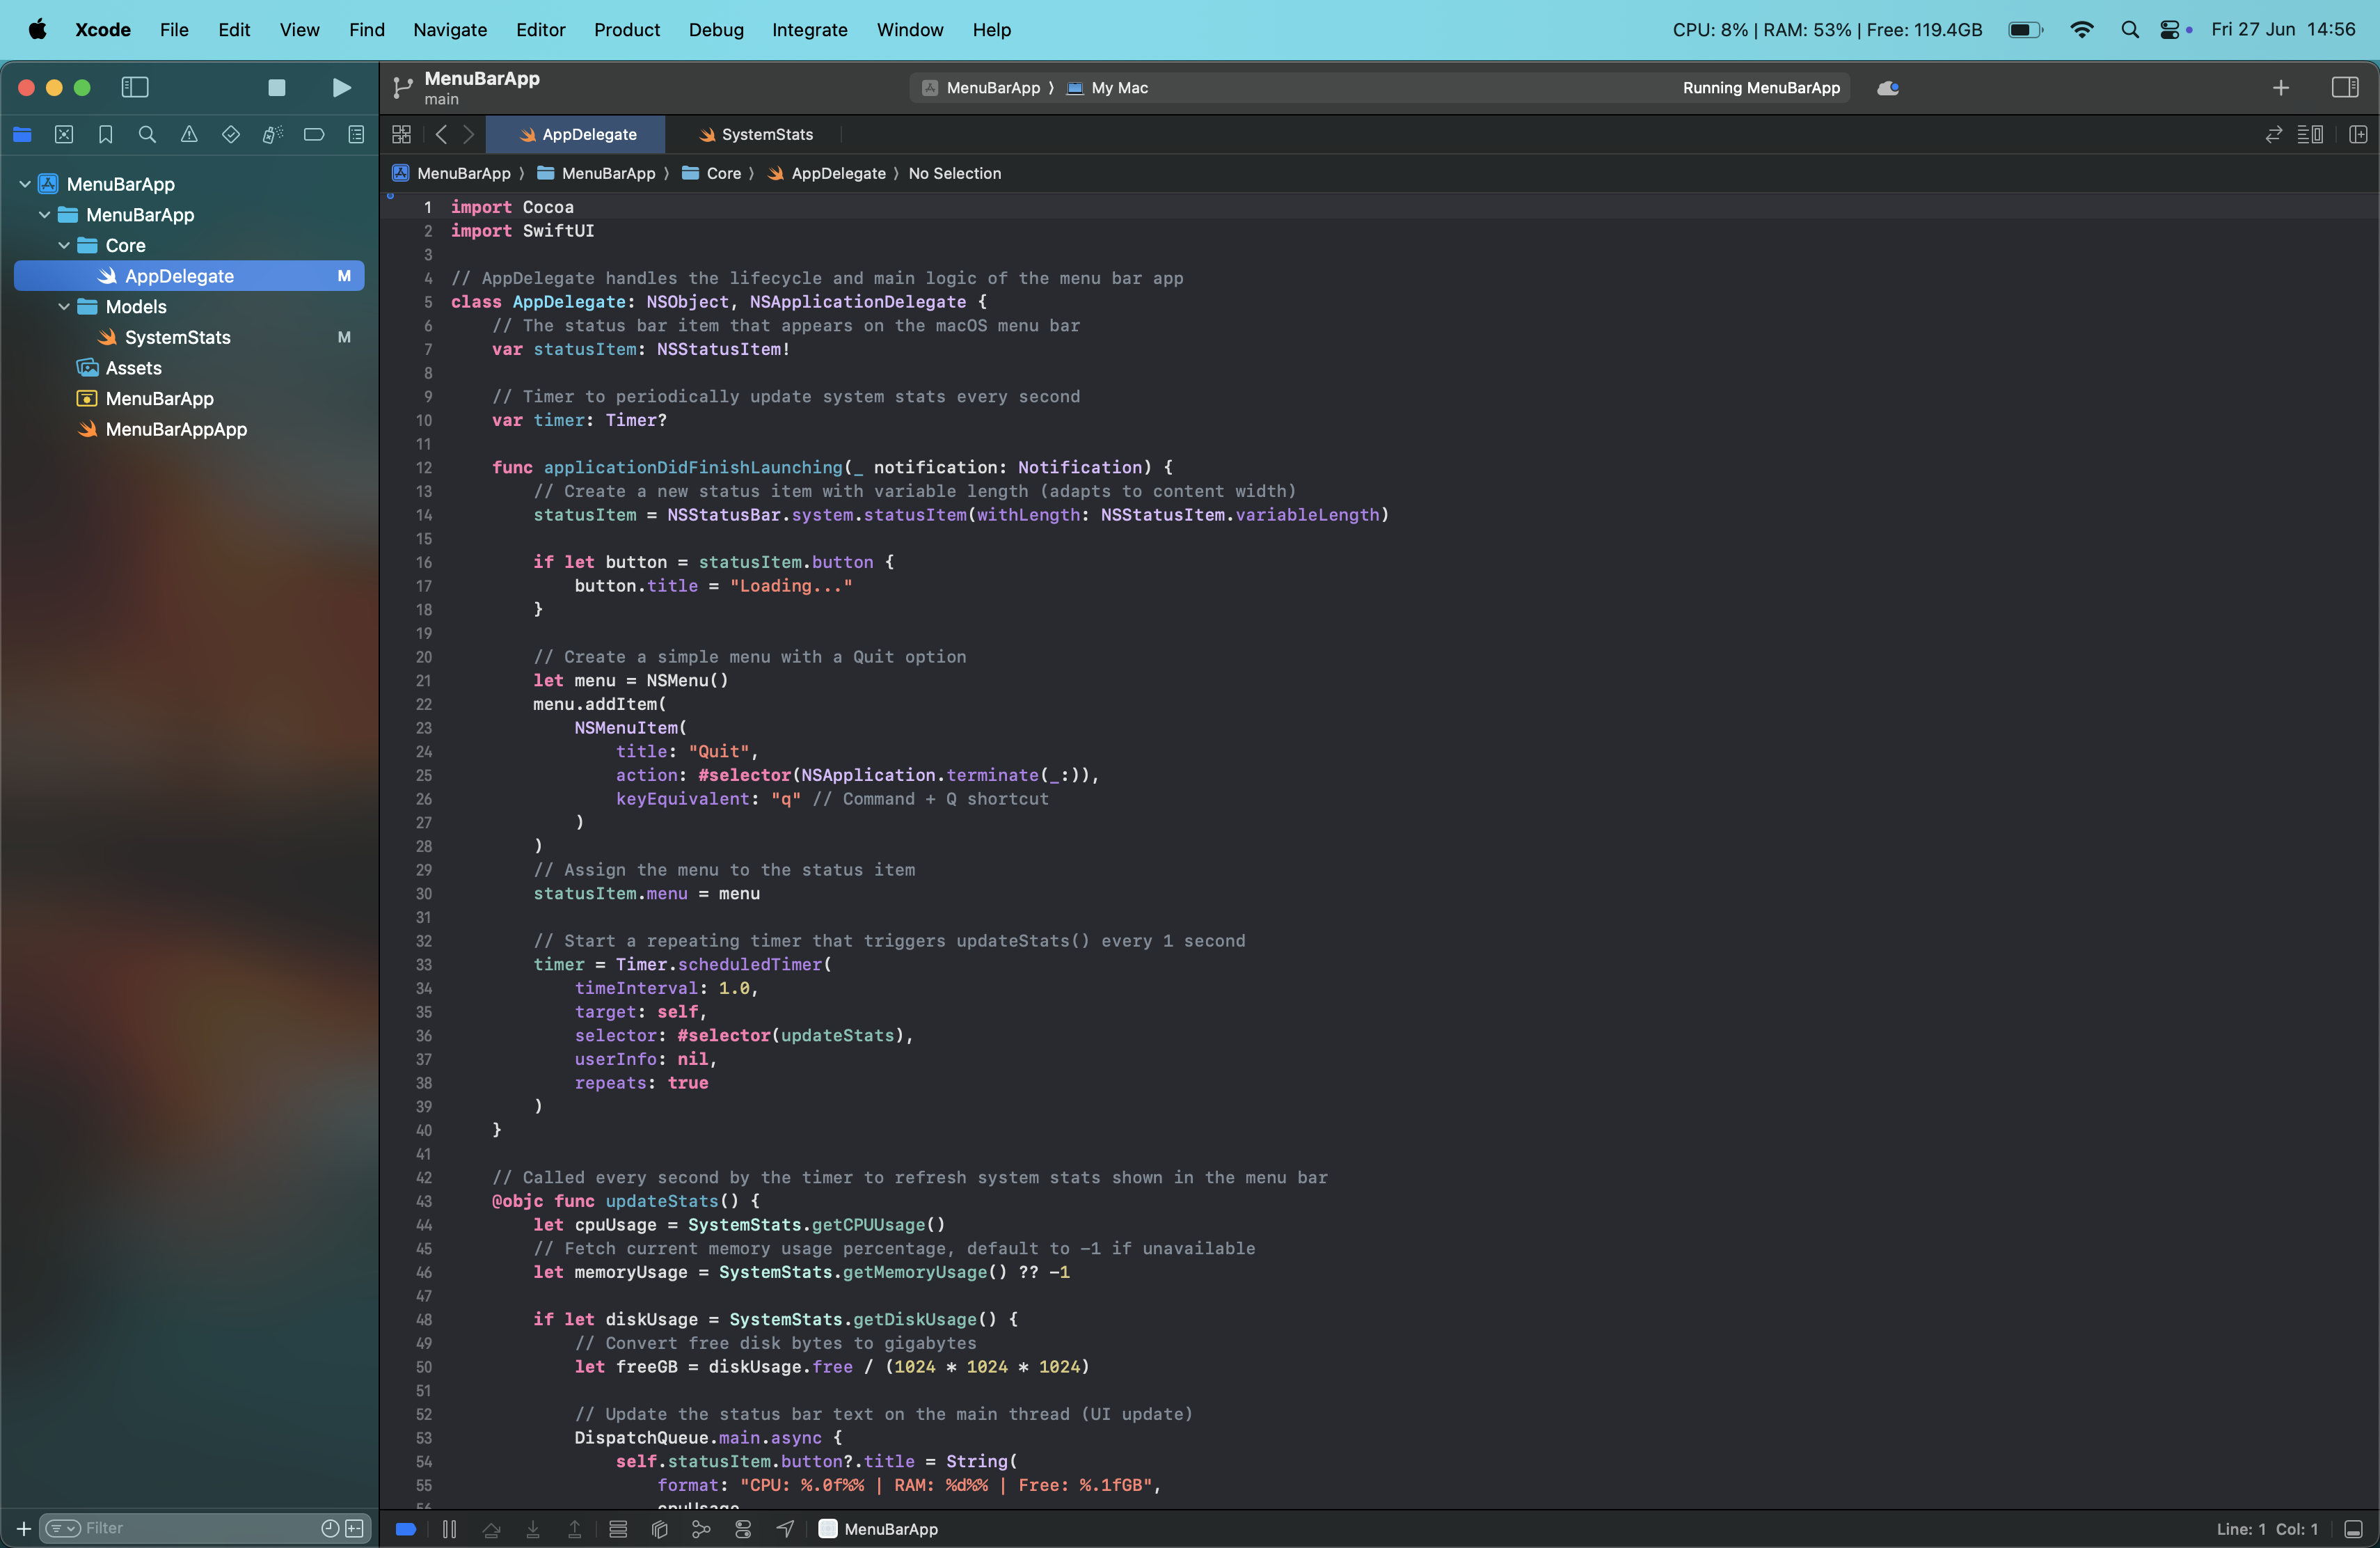 Xcode File Edit View Find Navigate Editor Product Debug Integrate Window Help CPU: 8% | RAM: 53% | Free: 119.4GB Fri 27 Jun 14:56
MenuBarApp
main
MenuBarApp ⟩ My Mac Running MenuBarApp
AppDelegate SystemStats
MenuBarApp ⟩ MenuBarApp ⟩ Core ⟩ AppDelegate ⟩ No Selection
MenuBarApp
MenuBarApp
Core
AppDelegate M
Models
SystemStats M
Assets
MenuBarApp
MenuBarAppApp
1 import Cocoa
2 import SwiftUI
3
4 // AppDelegate handles the lifecycle and main logic of the menu bar app
5 class AppDelegate: NSObject, NSApplicationDelegate {
6     // The status bar item that appears on the macOS menu bar
7     var statusItem: NSStatusItem!
8
9     // Timer to periodically update system stats every second
10     var timer: Timer?
11
12     func applicationDidFinishLaunching(_ notification: Notification) {
13         // Create a new status item with variable length (adapts to content width)
14         statusItem = NSStatusBar.system.statusItem(withLength: NSStatusItem.variableLength)
15
16         if let button = statusItem.button {
17             button.title = "Loading..."
18         }
19
20         // Create a simple menu with a Quit option
21         let menu = NSMenu()
22         menu.addItem(
23             NSMenuItem(
24                 title: "Quit",
25                 action: #selector(NSApplication.terminate(_:)),
26                 keyEquivalent: "q" // Command + Q shortcut
27             )
28         )
29         // Assign the menu to the status item
30         statusItem.menu = menu
31
32         // Start a repeating timer that triggers updateStats() every 1 second
33         timer = Timer.scheduledTimer(
34             timeInterval: 1.0,
35             target: self,
36             selector: #selector(updateStats),
37             userInfo: nil,
38             repeats: true
39         )
40     }
41
42     // Called every second by the timer to refresh system stats shown in the menu bar
43     @objc func updateStats() {
44         let cpuUsage = SystemStats.getCPUUsage()
45         // Fetch current memory usage percentage, default to -1 if unavailable
46         let memoryUsage = SystemStats.getMemoryUsage() ?? -1
47
48         if let diskUsage = SystemStats.getDiskUsage() {
49             // Convert free disk bytes to gigabytes
50             let freeGB = diskUsage.free / (1024 * 1024 * 1024)
51
52             // Update the status bar text on the main thread (UI update)
53             DispatchQueue.main.async {
54                 self.statusItem.button?.title = String(
55                     format: "CPU: %.0f%% | RAM: %d%% | Free: %.1fGB",
56                     cpuUsage
Filter MenuBarApp Line: 1 Col: 1